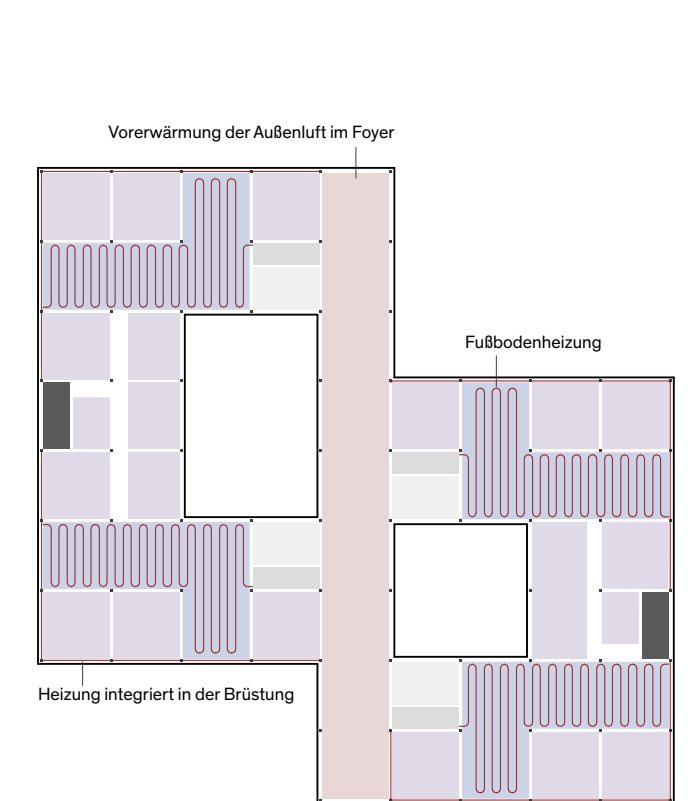 Vorerwärmung der Außenluft im Foyer
Fußbodenheizung
Heizung integriert in der Brüstung